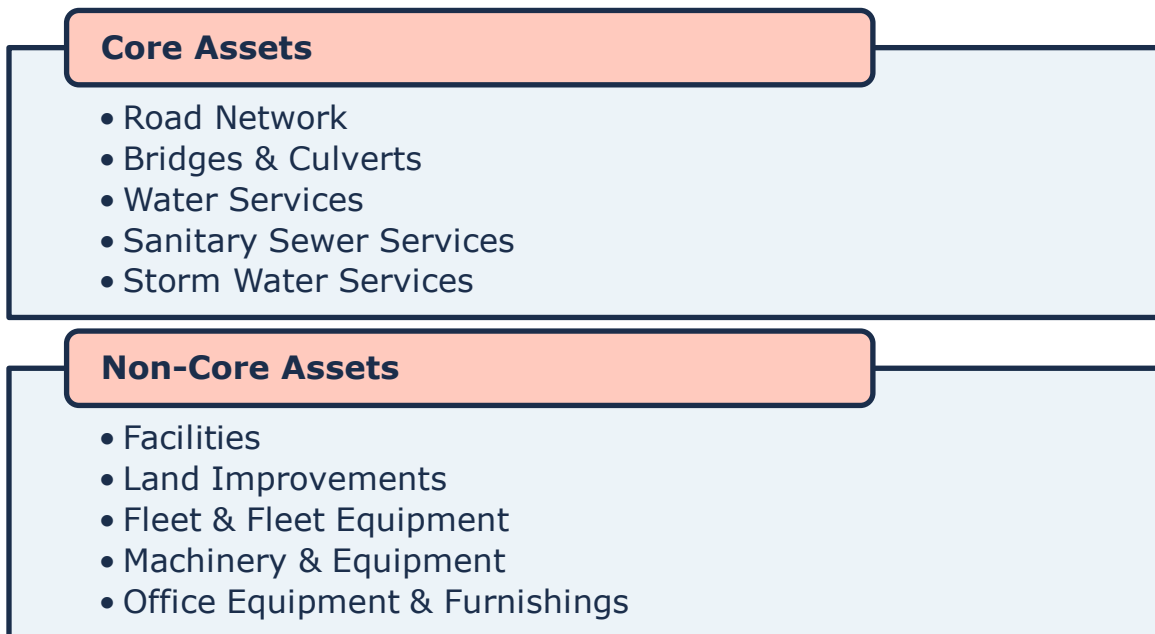 Core Assets
• Road Network
• Bridges & Culverts
• Water Services
• Sanitary Sewer Services
• Storm Water Services
Non-Core Assets
• Facilities
• Land Improvements
• Fleet & Fleet Equipment
• Machinery & Equipment
• Office Equipment & Furnishings